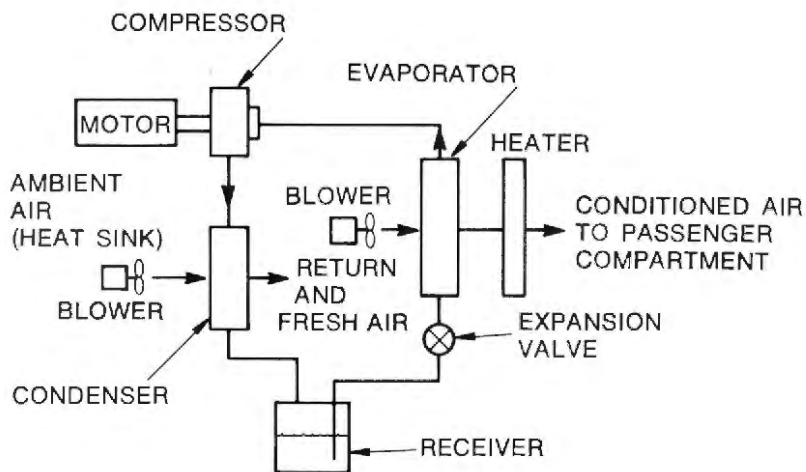 COMPRESSOR
EVAPORATOR
MOTOR
HEATER
AMBIENT
AIR
(HEAT SINK)
BLOWER
BLOWER
CONDITIONED AIR
TO PASSENGER
COMPARTMENT
RETURN
AND
FRESH AIR
EXPANSION
VALVE
CONDENSER
RECEIVER